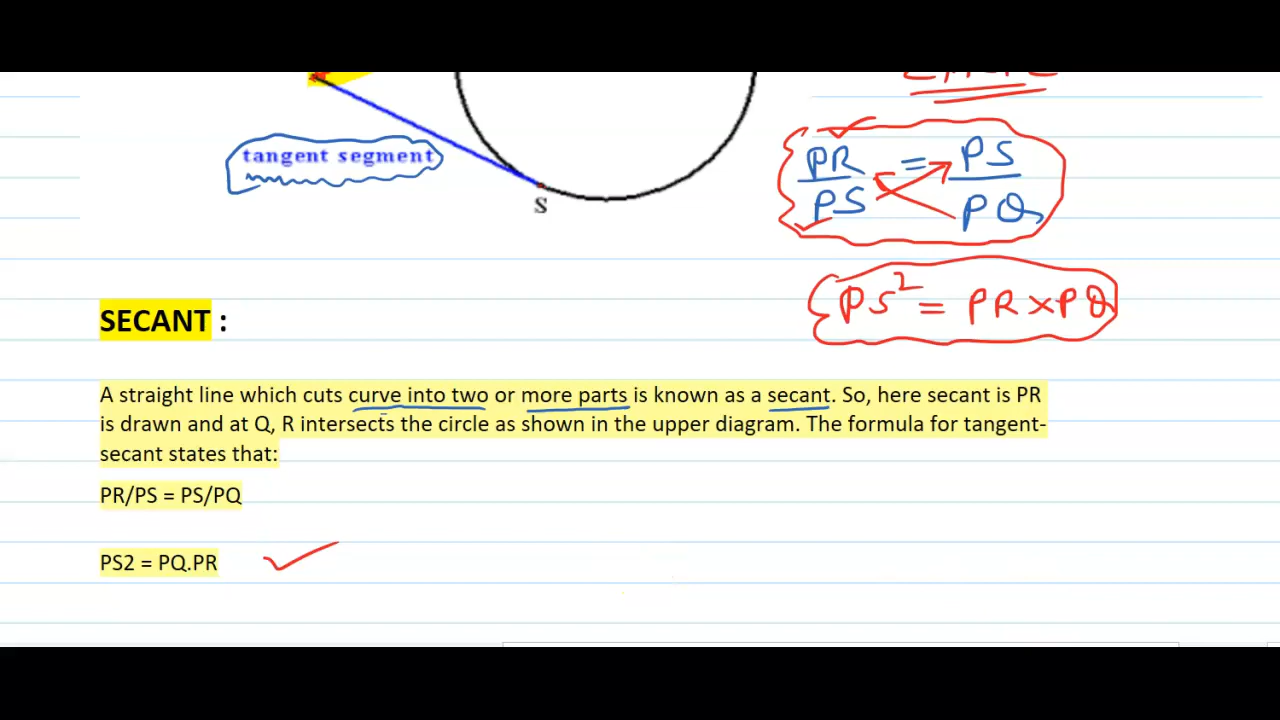 tangent segment
S
PR/PS = PS/PQ
PS² = PR×PQ
SECANT :
A straight line which cuts curve into two or more parts is known as a secant. So, here secant is PR
is drawn and at Q, R intersects the circle as shown in the upper diagram. The formula for tangent-
secant states that:
PR/PS = PS/PQ
PS2 = PQ.PR